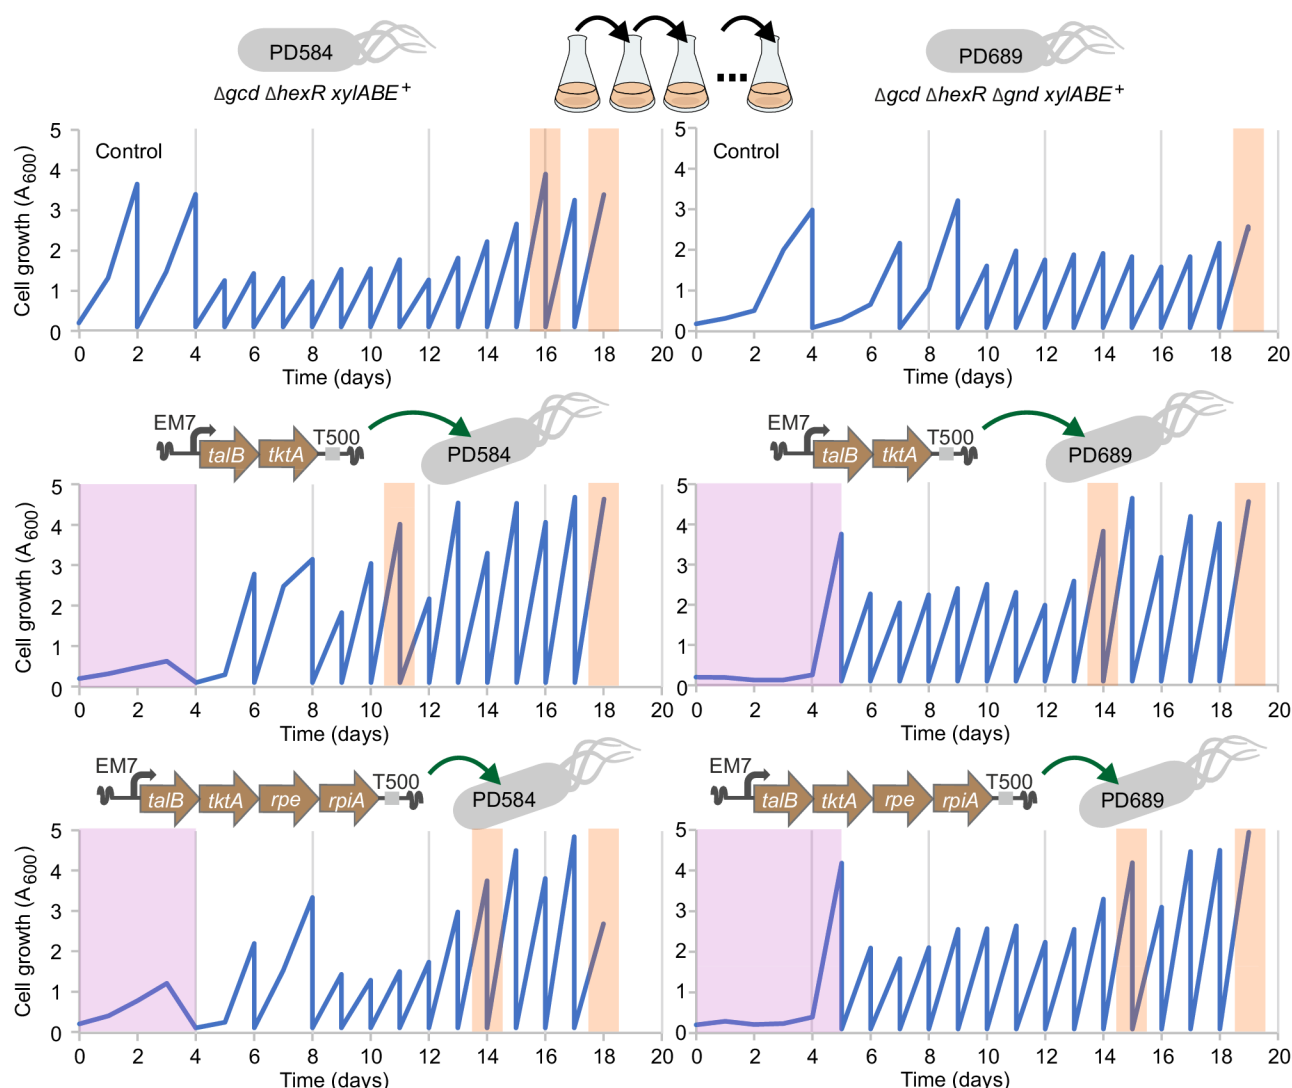 PD584
PD689
Δgcd ΔhexR xylABE+
Δgcd ΔhexR Δgnd xylABE+
Cell growth (A600)
5
4
3
2
1
0
Control
0 2 4 6 8 10 12 14 16 18 20
Time (days)
5
4
3
2
1
0
Control
0 2 4 6 8 10 12 14 16 18 20
Time (days)
EM7
talB
tktA
T500
PD584
EM7
talB
tktA
T500
PD689
Cell growth (A600)
5
4
3
2
1
0
0 2 4 6 8 10 12 14 16 18 20
Time (days)
5
4
3
2
1
0
0 2 4 6 8 10 12 14 16 18 20
Time (days)
EM7
talB
tktA
rpe
rpiA
T500
PD584
EM7
talB
tktA
rpe
rpiA
T500
PD689
Cell growth (A600)
5
4
3
2
1
0
0 2 4 6 8 10 12 14 16 18 20
Time (days)
5
4
3
2
1
0
0 2 4 6 8 10 12 14 16 18 20
Time (days)